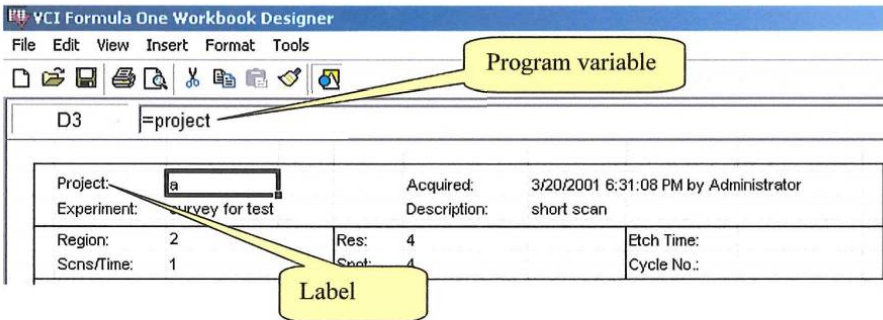 VCI Formula One Workbook Designer
File Edit View Insert Format Tools
Program variable
D3 =project
Project: a Acquired: 3/20/2001 6:31:08 PM by Administrator
Experiment: survey for test Description: short scan
Region: 2 Res: 4 Etch Time:
Scns/Time: 1 Spot: 4 Cycle No.:
Label